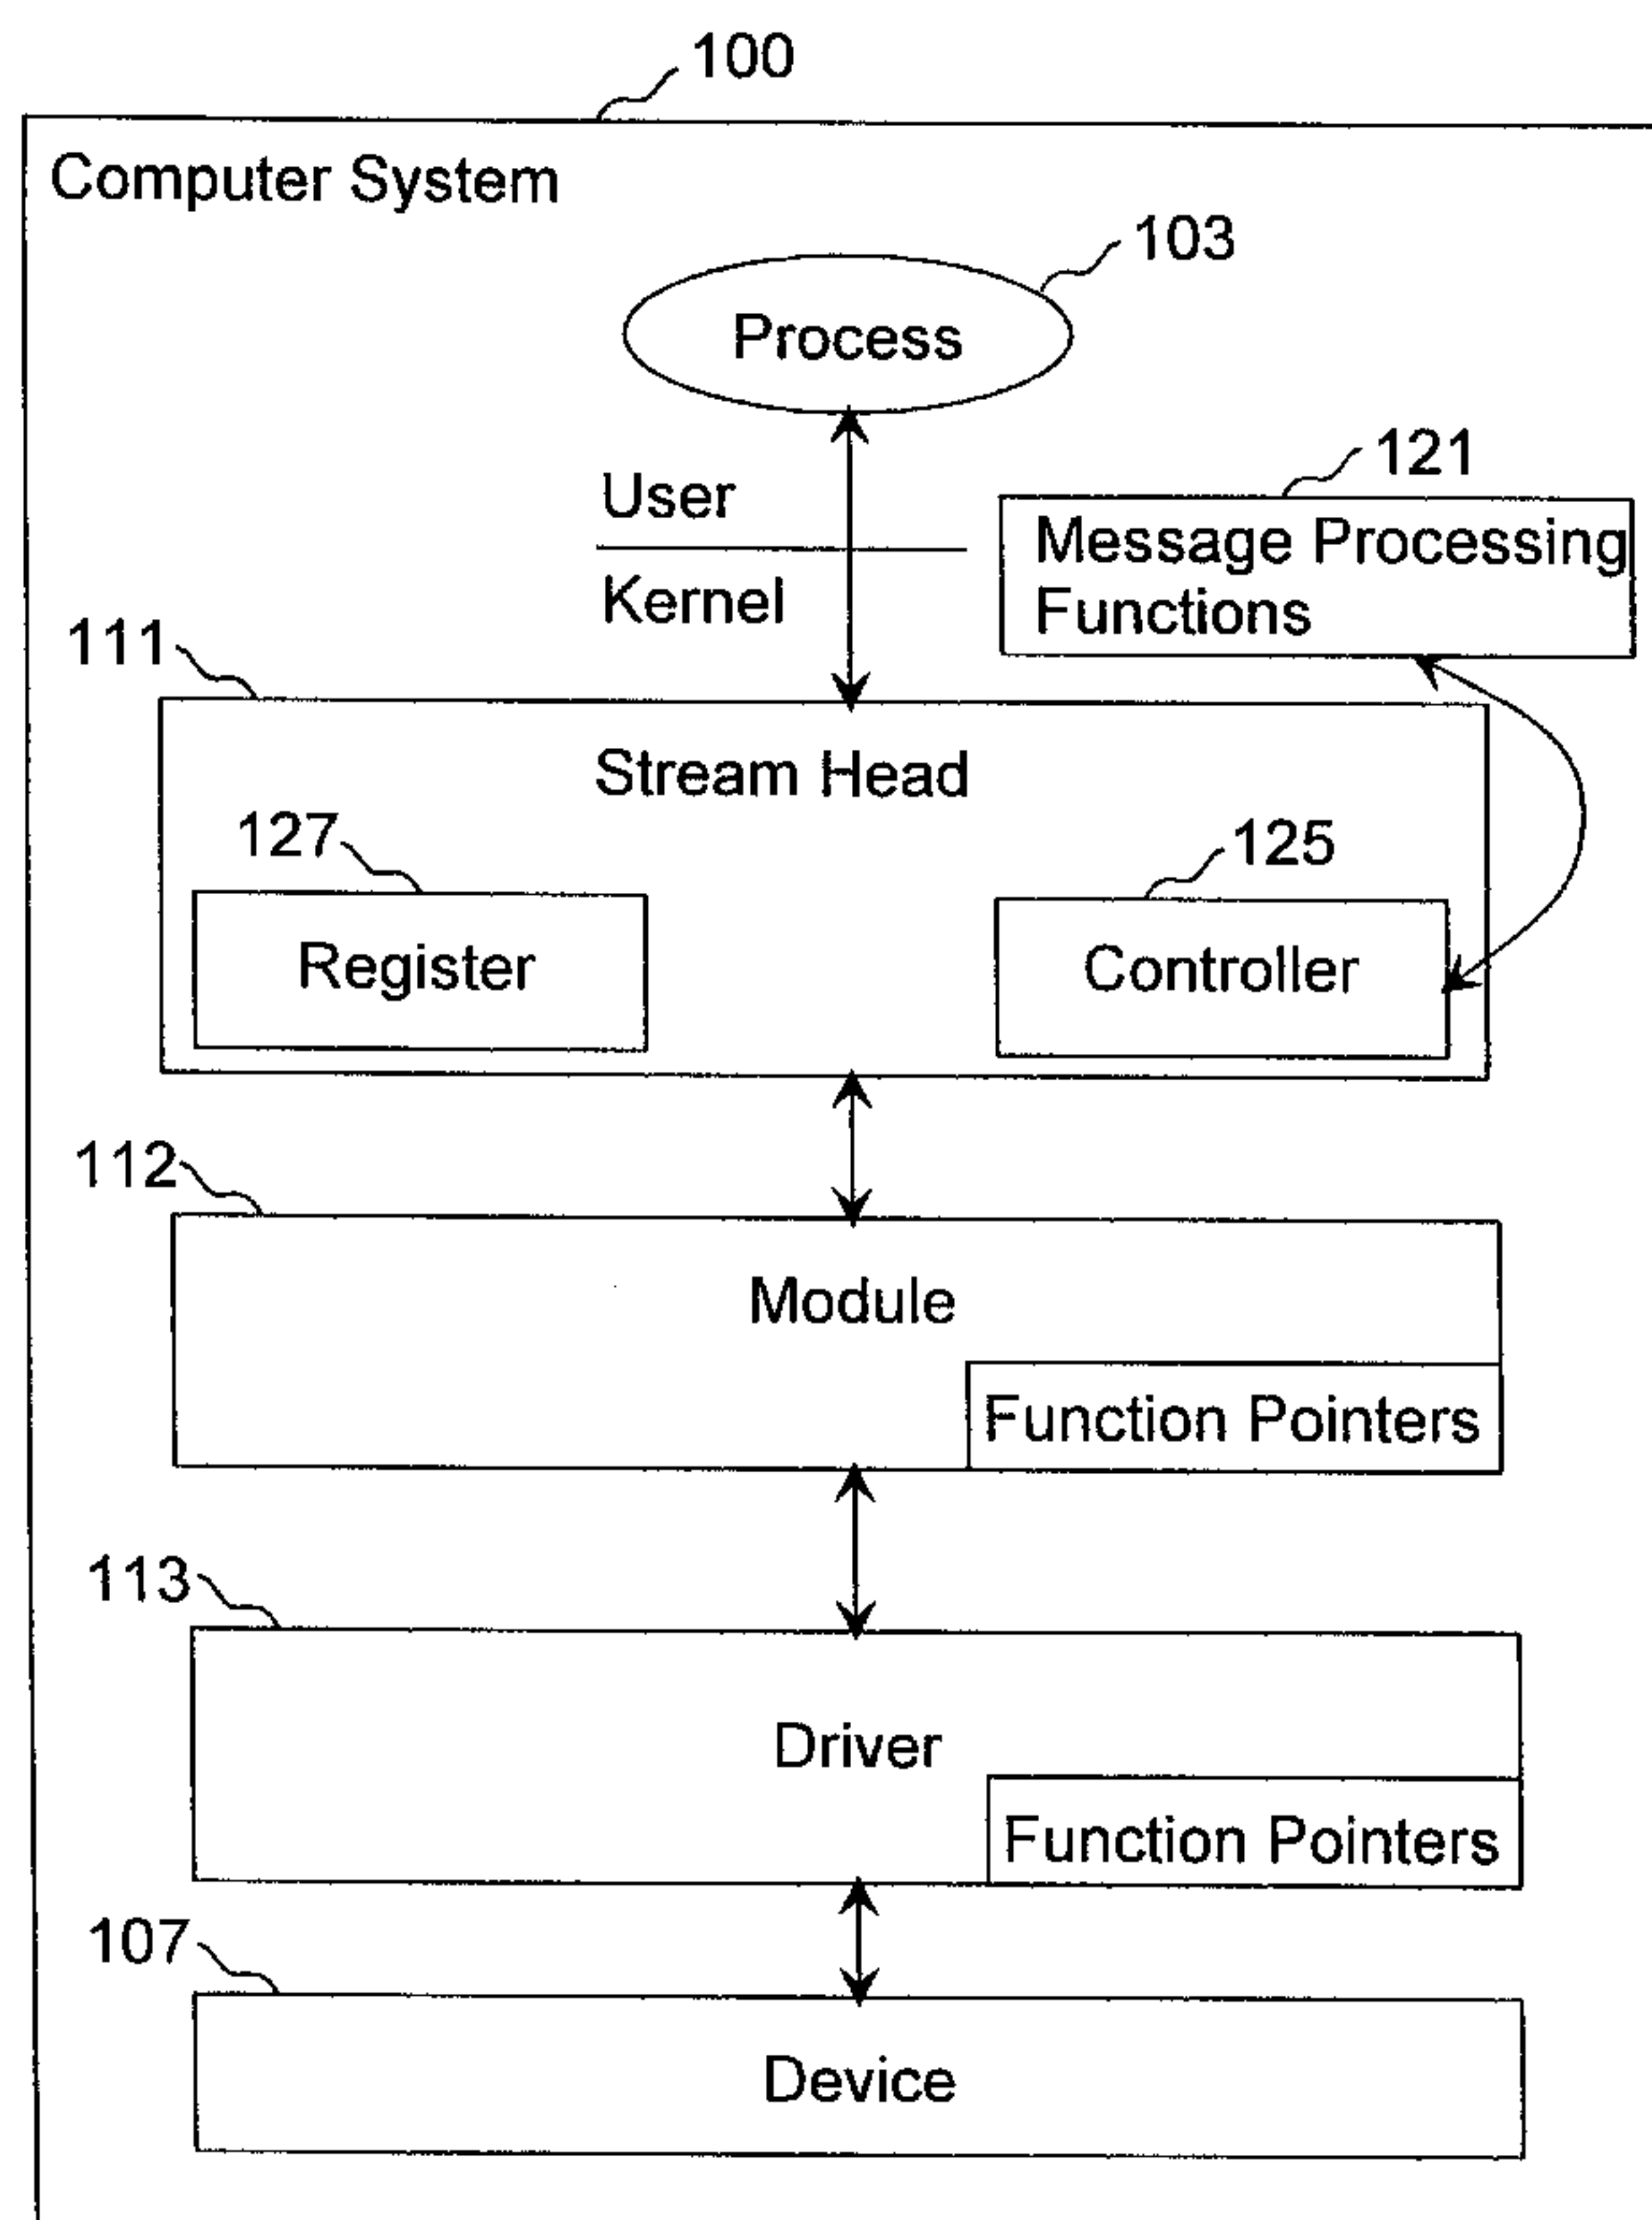 100
Computer System
103
Process
User
Kernel
121
Message Processing
Functions
111
Stream Head
127
125
Register
Controller
112
Module
Function Pointers
113
Driver
Function Pointers
107
Device